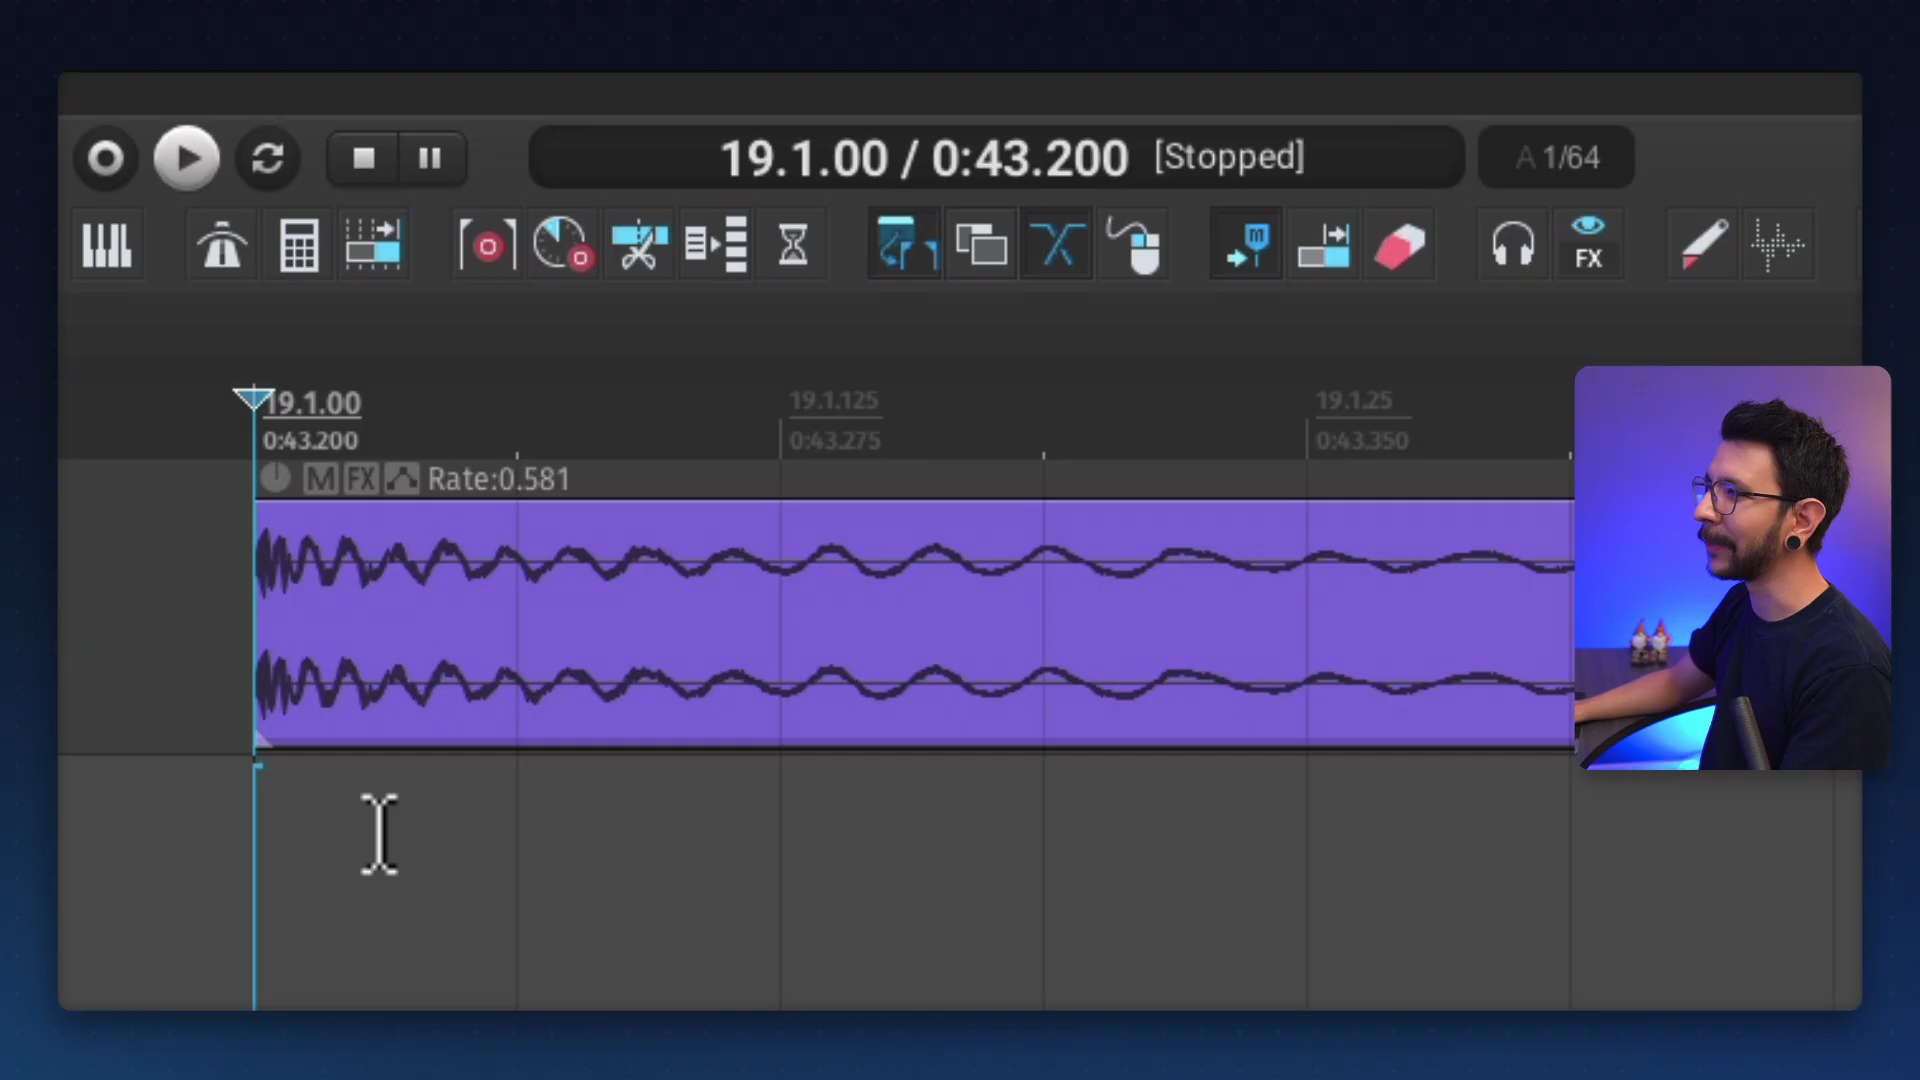 19.1.00 / 0:43.200 [Stopped]
A 1/64
m
FX
19.1.00
0:43.200
19.1.125
0:43.275
19.1.25
0:43.350
M FX Rate:0.581